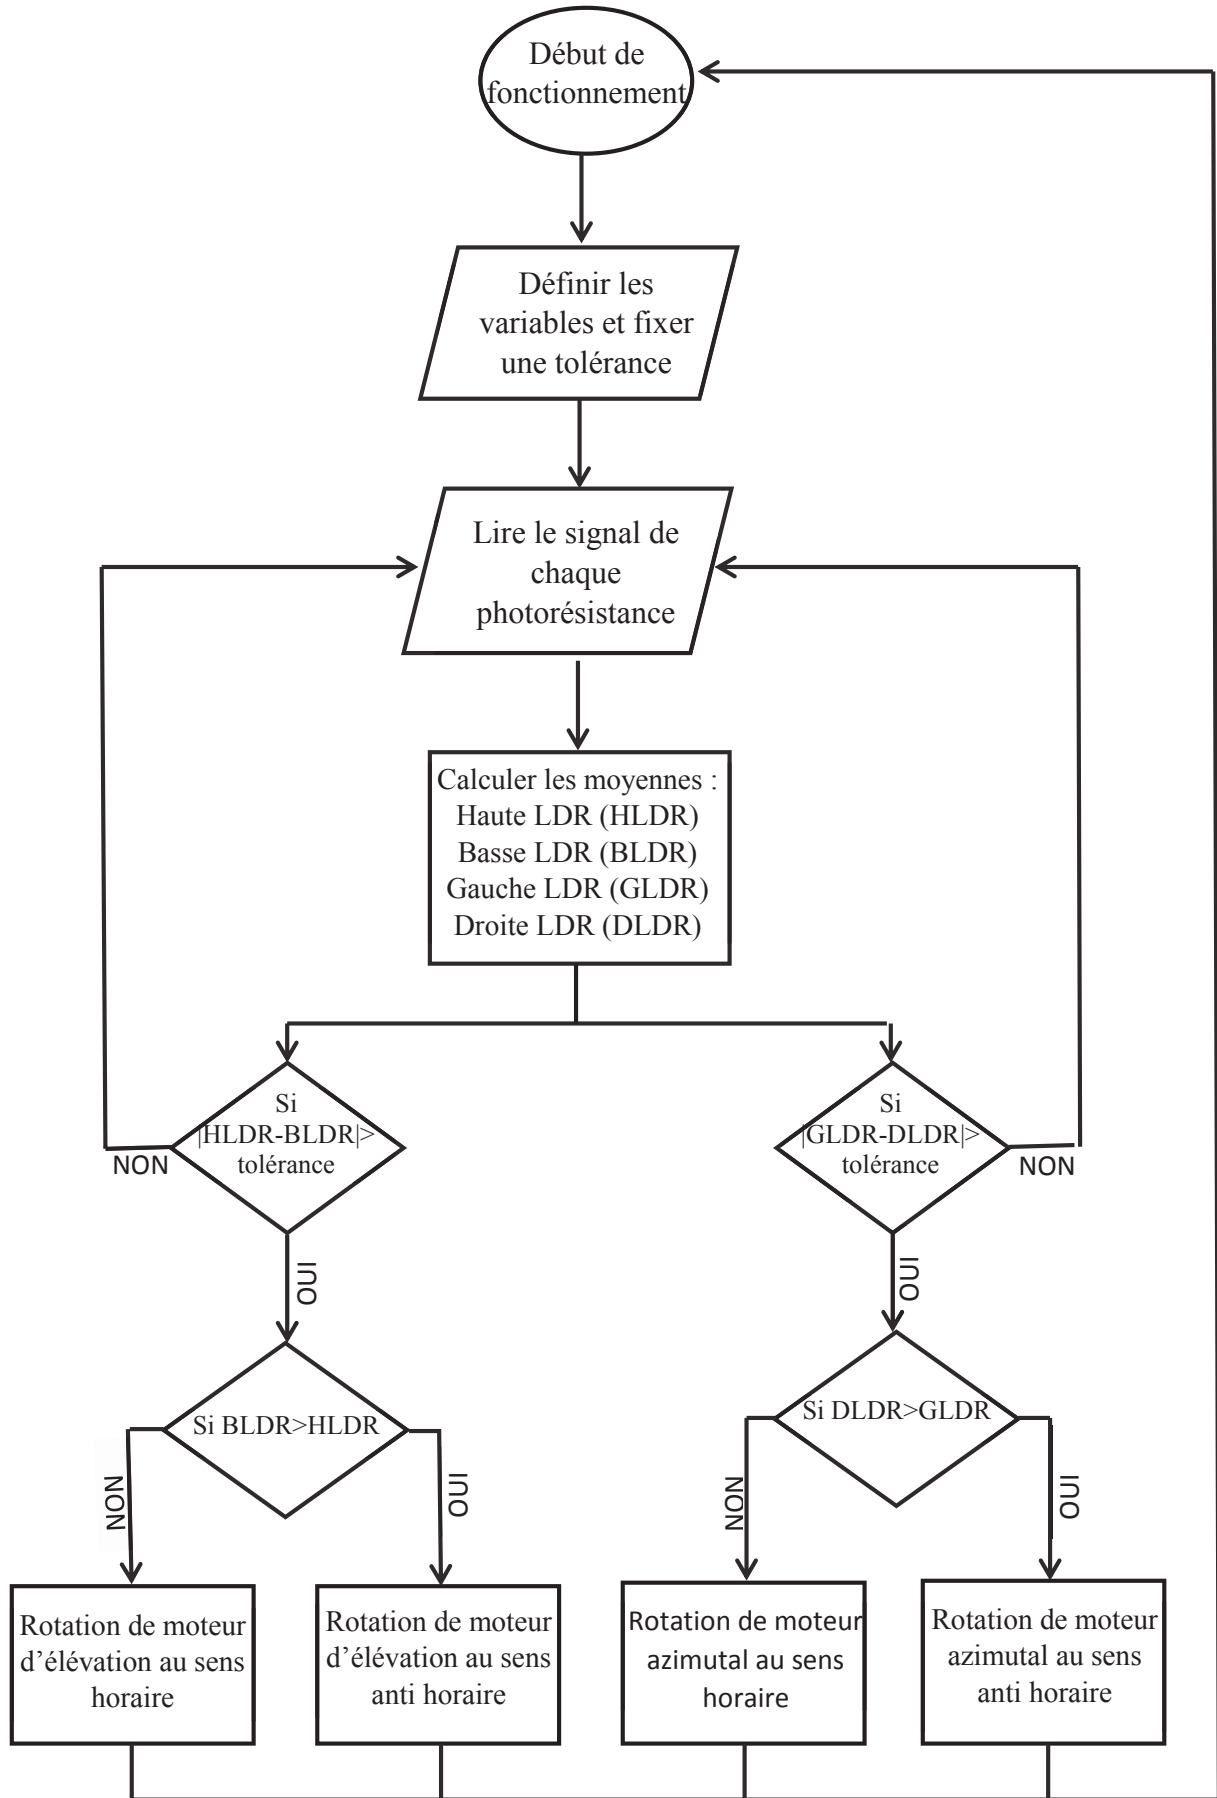 Début de
fonctionnement
Définir les
variables et fixer
une tolérance
Lire le signal de
chaque
photorésistance
Calculer les moyennes :
Haute LDR (HLDR)
Basse LDR (BLDR)
Gauche LDR (GLDR)
Droite LDR (DLDR)
Si
|HLDR-BLDR|>
tolérance
NON
OUI
Si
|GLDR-DLDR|>
tolérance
NON
OUI
Si BLDR>HLDR
NON
OUI
Si DLDR>GLDR
NON
OUI
Rotation de moteur
d’élévation au sens
horaire
Rotation de moteur
d’élévation au sens
anti horaire
Rotation de moteur
azimutal au sens
horaire
Rotation de moteur
azimutal au sens
anti horaire